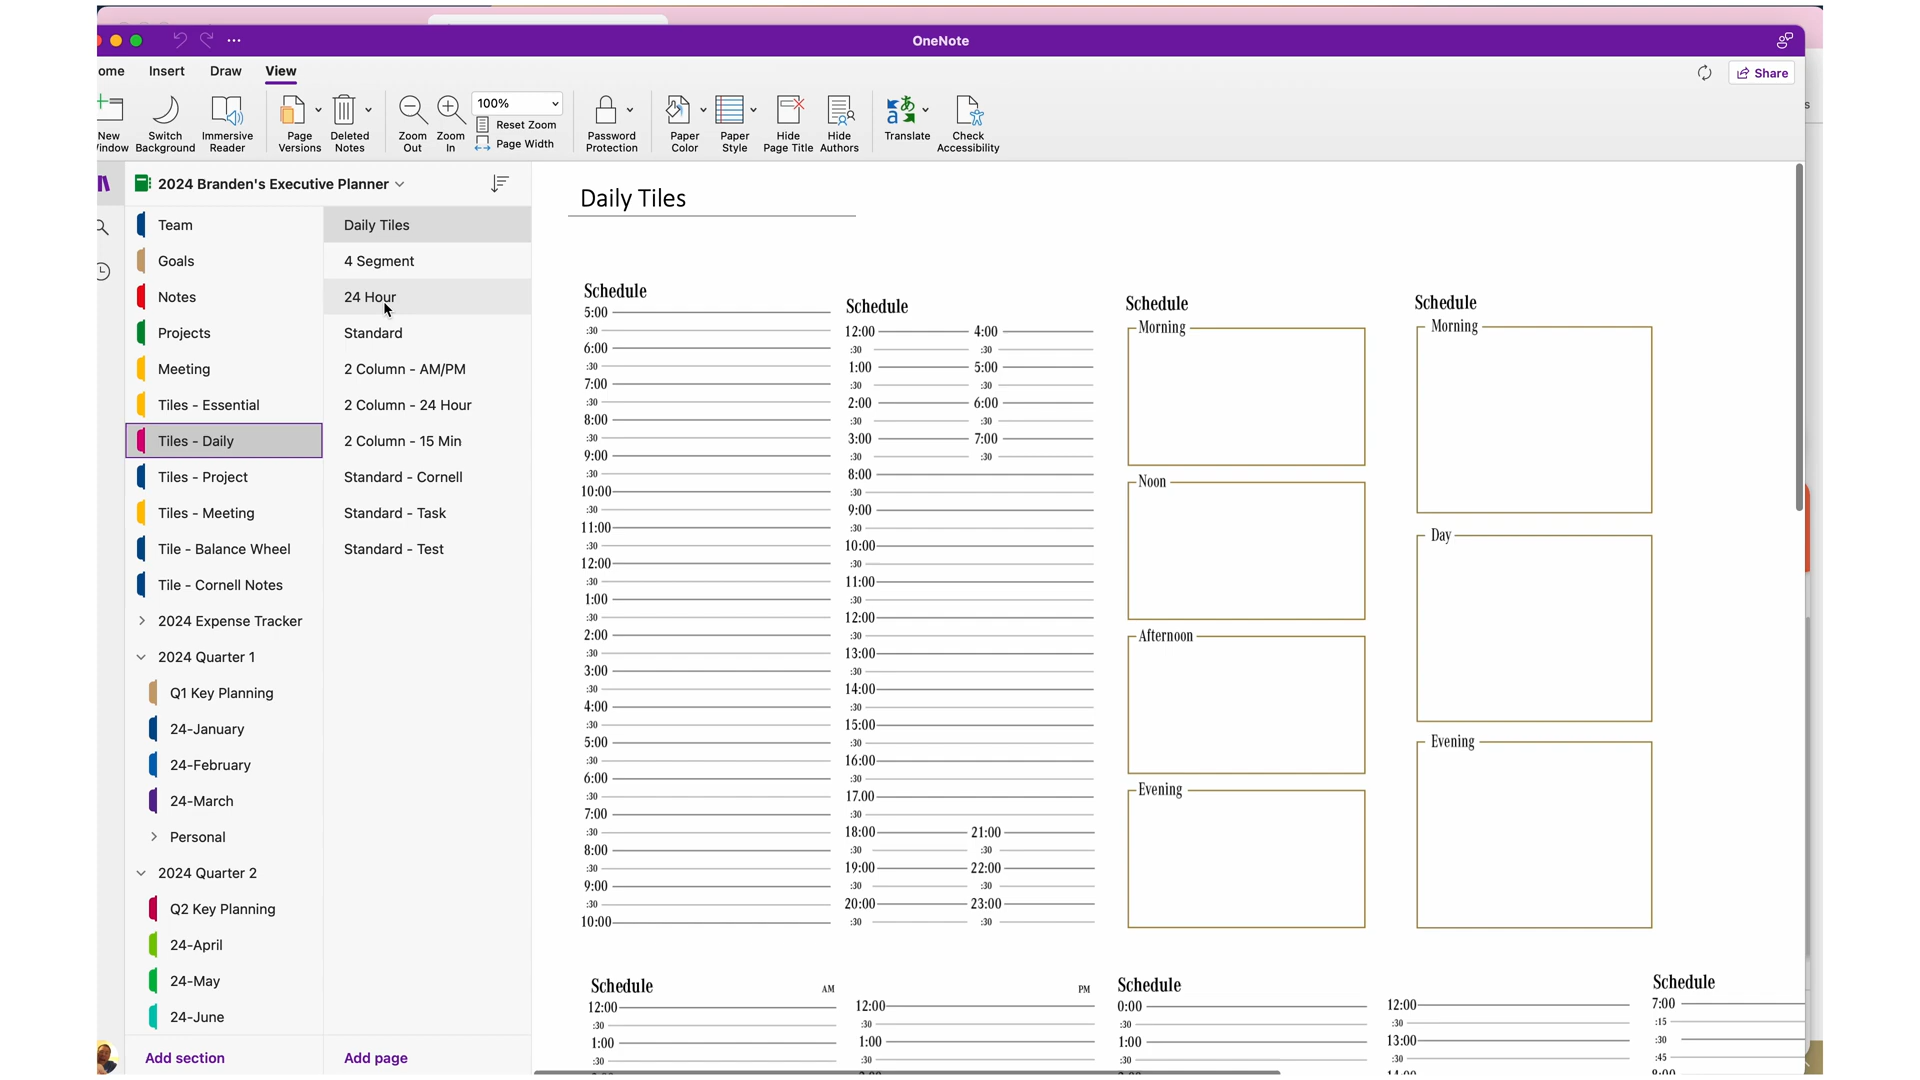 OneNote
ome Insert Draw View
Share
New
indow
Switch
Background
Immersive
Reader
Page
Versions
Deleted
Notes
Zoom
Out
Zoom
In
100%
Reset Zoom
Page Width
Password
Protection
Paper
Color
Paper
Style
Hide
Page Title
Hide
Authors
Translate
Check
Accessibility
2024 Branden's Executive Planner
Team
Goals
Notes
Projects
Meeting
Tiles - Essential
Tiles - Daily
Tiles - Project
Tiles - Meeting
Tile - Balance Wheel
Tile - Cornell Notes
2024 Expense Tracker
2024 Quarter 1
Q1 Key Planning
24-January
24-February
24-March
Personal
2024 Quarter 2
Q2 Key Planning
24-April
24-May
24-June
Add section
Daily Tiles
4 Segment
24 Hour
Standard
2 Column - AM/PM
2 Column - 24 Hour
2 Column - 15 Min
Standard - Cornell
Standard - Task
Standard - Test
Add page
Daily Tiles
Schedule
5:00
:30
6:00
:30
7:00
:30
8:00
:30
9:00
:30
10:00
:30
11:00
:30
12:00
:30
1:00
:30
2:00
:30
3:00
:30
4:00
:30
5:00
:30
6:00
:30
7:00
:30
8:00
:30
9:00
:30
10:00
Schedule
12:00 4:00
:30 :30
1:00 5:00
:30 :30
2:00 6:00
:30 :30
3:00 7:00
:30 :30
8:00
:30
9:00
:30
10:00
:30
11:00
:30
12:00
:30
13:00
:30
14:00
:30
15:00
:30
16:00
:30
17.00
:30
18:00 21:00
:30 :30
19:00 22:00
:30 :30
20:00 23:00
:30 :30
Schedule
Morning
Noon
Afternoon
Evening
Schedule
Morning
Day
Evening
Schedule AM
12:00
:30
1:00
:30
PM
12:00
:30
1:00
:30
Schedule
0:00
:30
1:00
:30
12:00
:30
13:00
:30
Schedule
7:00
:15
:30
:45